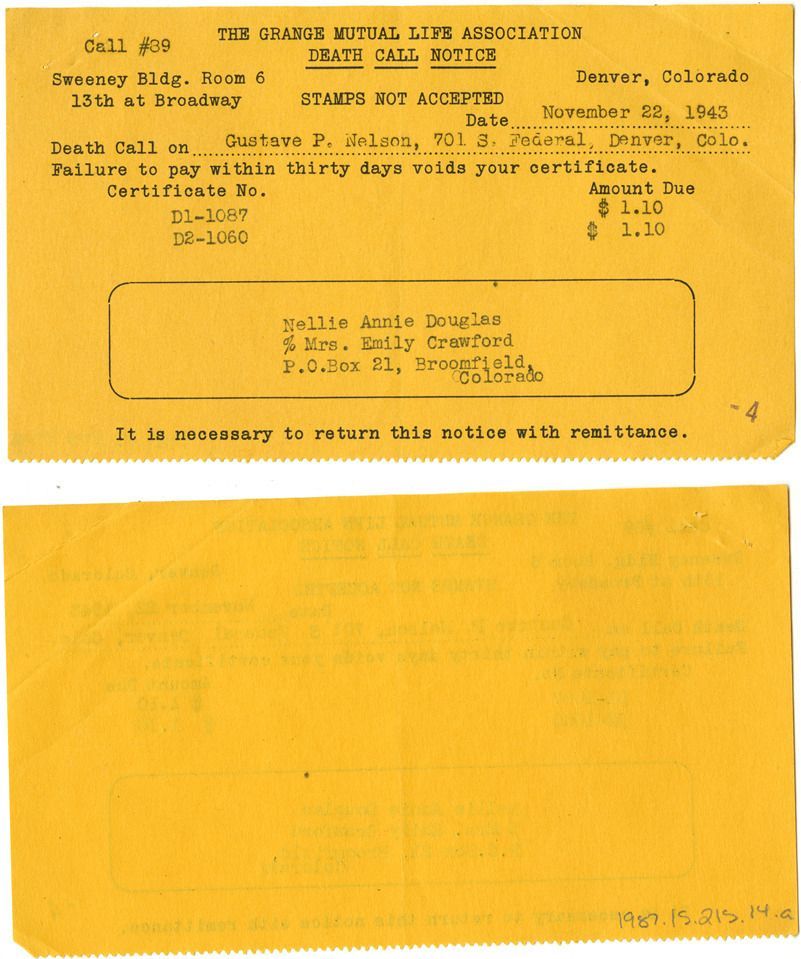 Call #89
THE GRANGE MUTUAL LIFE ASSOCIATION
DEATH CALL NOTICE
Sweeney Bldg. Room 6
Denver, Colorado
13th at Broadway
STAMPS NOT ACCEPTED
Date November 22, 1943
Death Call on Gustave P. Nelson, 701 S. Federal, Denver, Colo.
Failure to pay within thirty days voids your certificate.
Certificate No. Amount Due
D1-1087 $ 1.10
D2-1060 $ 1.10
Nellie Annie Douglas
% Mrs. Emily Crawford
P.O.Box 21, Broomfield,
Colorado
-4
It is necessary to return this notice with remittance.
1987.15.215.14.a